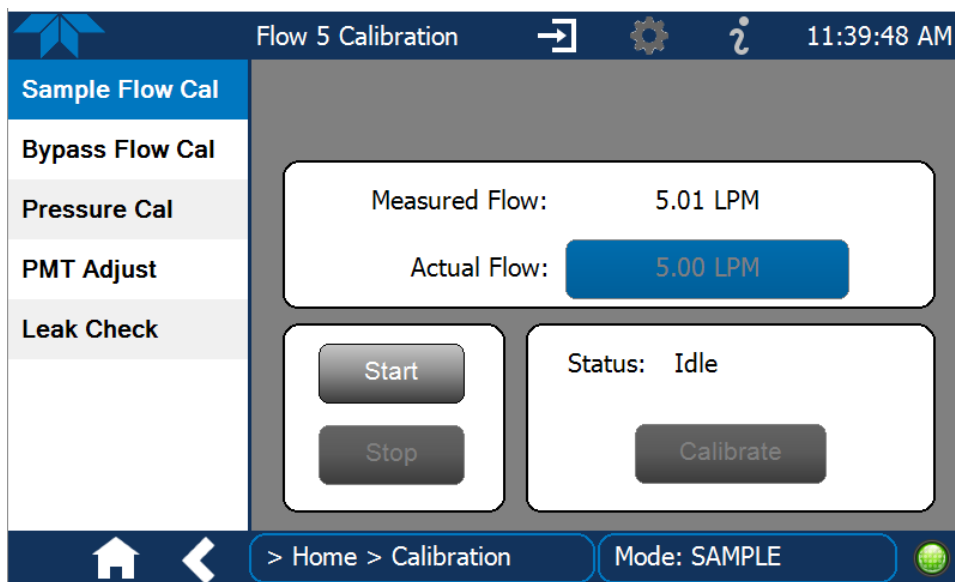 Flow 5 Calibration
11:39:48 AM
Sample Flow Cal
Bypass Flow Cal
Pressure Cal
PMT Adjust
Leak Check
Measured Flow: 5.01 LPM
Actual Flow: 5.00 LPM
Start
Stop
Status: Idle
Calibrate
> Home > Calibration
Mode: SAMPLE